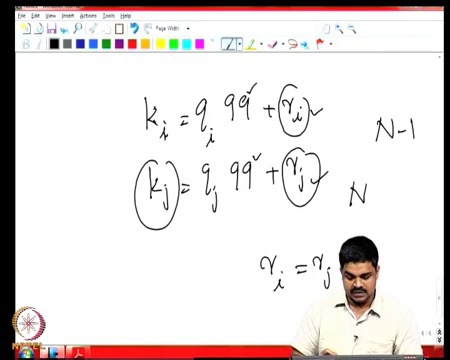 File Edit View Insert Actions Tools Help
Page Width
k_i = q_i 99 + r_i
N-1
k_j = q_j 99 + r_j
N
r_i = r_j